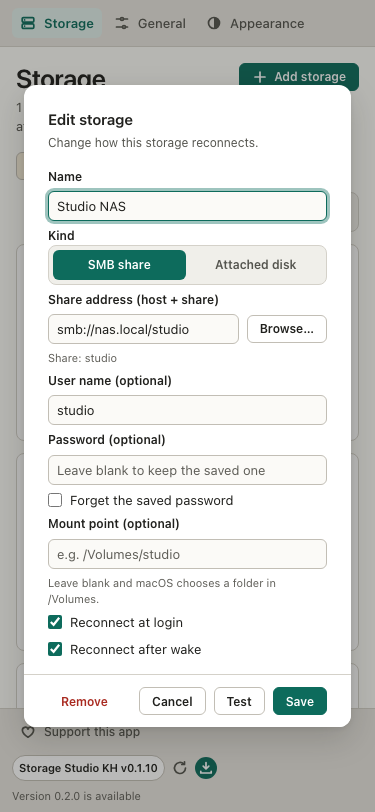 Storage
General
Appearance
Storage
Add storage
1
Edit storage
Change how this storage reconnects.
Name
Studio NAS
Kind
SMB share
Attached disk
Share address (host + share)
smb://nas.local/studio
Browse...
Share: studio
User name (optional)
studio
Password (optional)
Leave blank to keep the saved one
Forget the saved password
Mount point (optional)
e.g. /Volumes/studio
Leave blank and macOS chooses a folder in
/Volumes.
Reconnect at login
Reconnect after wake
Remove
Cancel
Test
Save
Support this app
Storage Studio KH v0.1.10
Version 0.2.0 is available